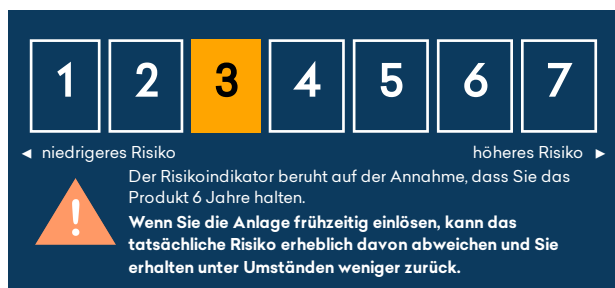 1 2 3 4 5 6 7
◄ niedrigeres Risiko höheres Risiko ►
Der Risikoindikator beruht auf der Annahme, dass Sie das
Produkt 6 Jahre halten.
Wenn Sie die Anlage frühzeitig einlösen, kann das
tatsächliche Risiko erheblich davon abweichen und Sie
erhalten unter Umständen weniger zurück.
!